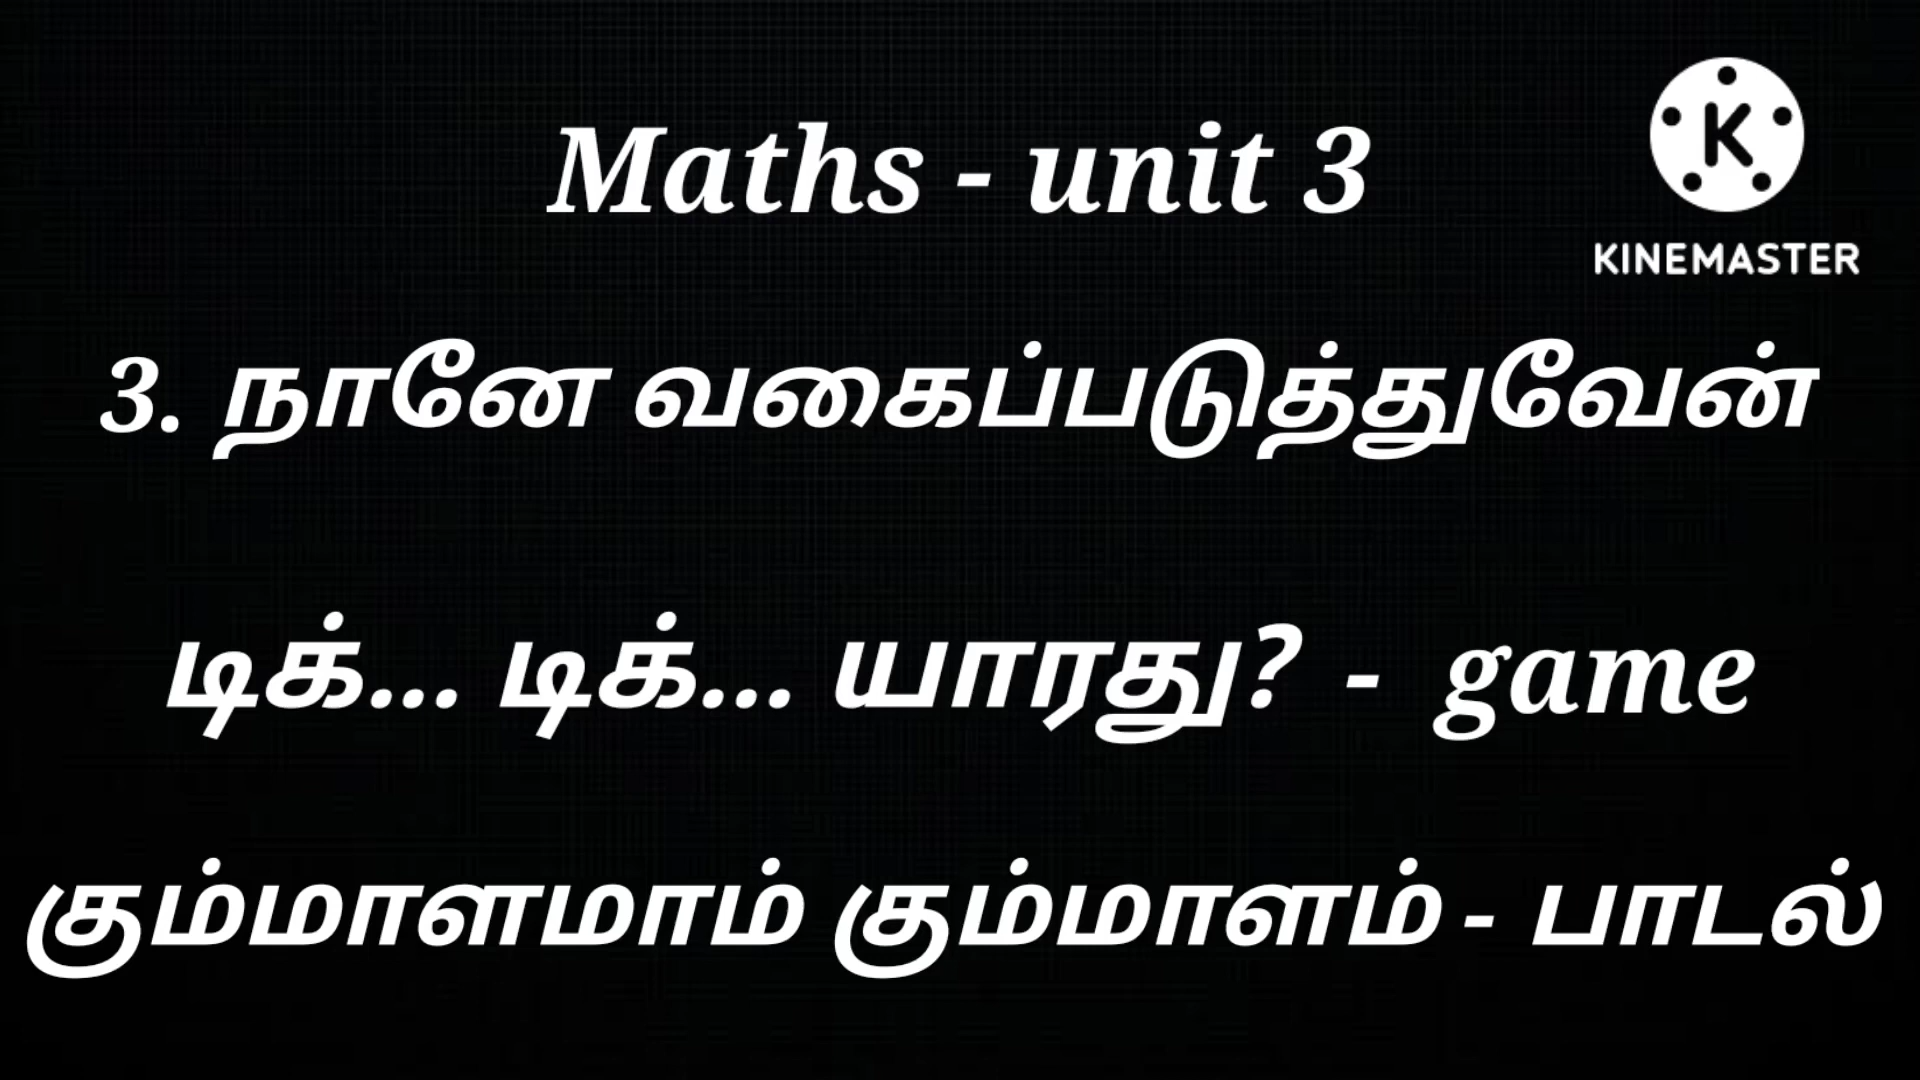 Maths - unit 3
K
KINEMASTER
3. நானே வகைப்படுத்துவேன்
டிக்... டிக்... யாரது? - game
கும்மாளமாம் கும்மாளம் - பாடல்